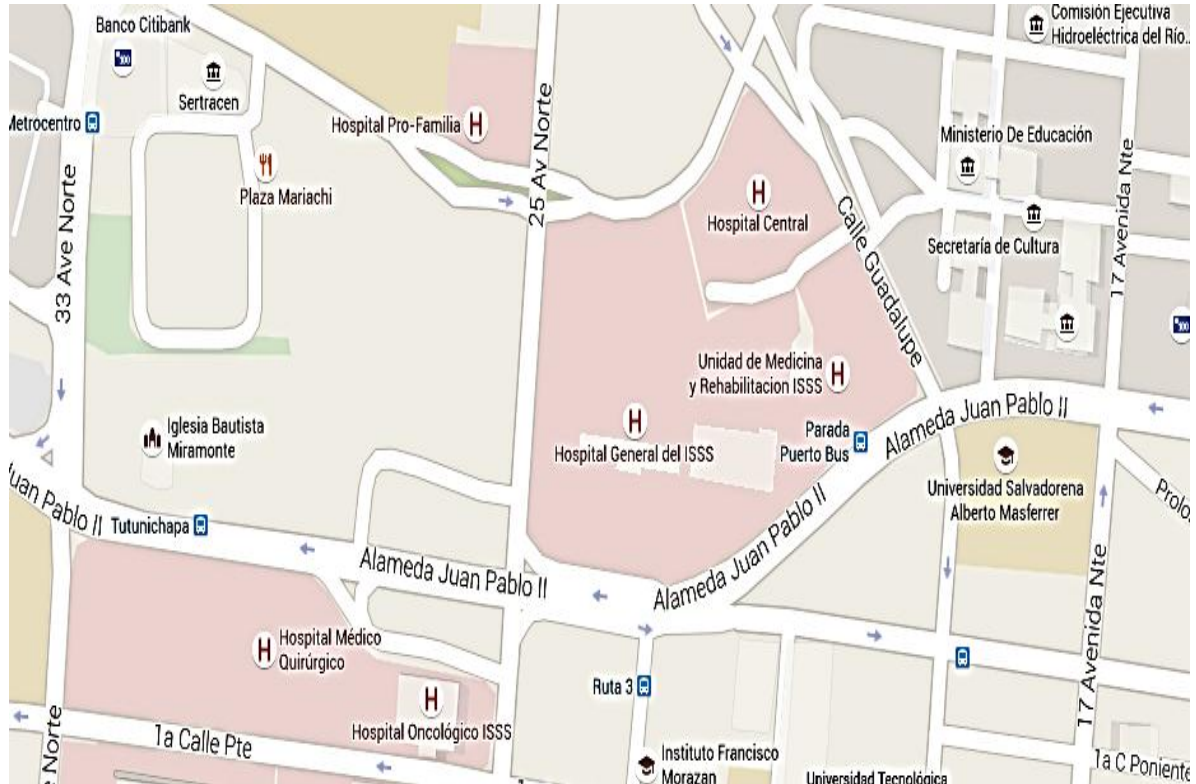 Banco Citibank
Comisión Ejecutiva
Hidroeléctrica del Río...
Sertracen
Metrocentro
Hospital Pro-Familia
Ministerio De Educación
Plaza Mariachi
25 Av Norte
Hospital Central
Calle Guadalupe
Secretaría de Cultura
17 Avenida Nte
33 Ave Norte
Unidad de Medicina
y Rehabilitacion ISSS
Iglesia Bautista
Miramonte
Hospital General del ISSS
Parada
Puerto Bus
Alameda Juan Pablo II
Universidad Salvadorena
Alberto Masferrer
Prolo
Juan Pablo II
Tutunichapa
Alameda Juan Pablo II
Alameda Juan Pablo II
17 Avenida Nte
Hospital Médico
Quirúrgico
Ruta 3
Hospital Oncológico ISSS
Norte
1a Calle Pte
Instituto Francisco
Morazan
Universidad Tecnológica
1a C Poniente